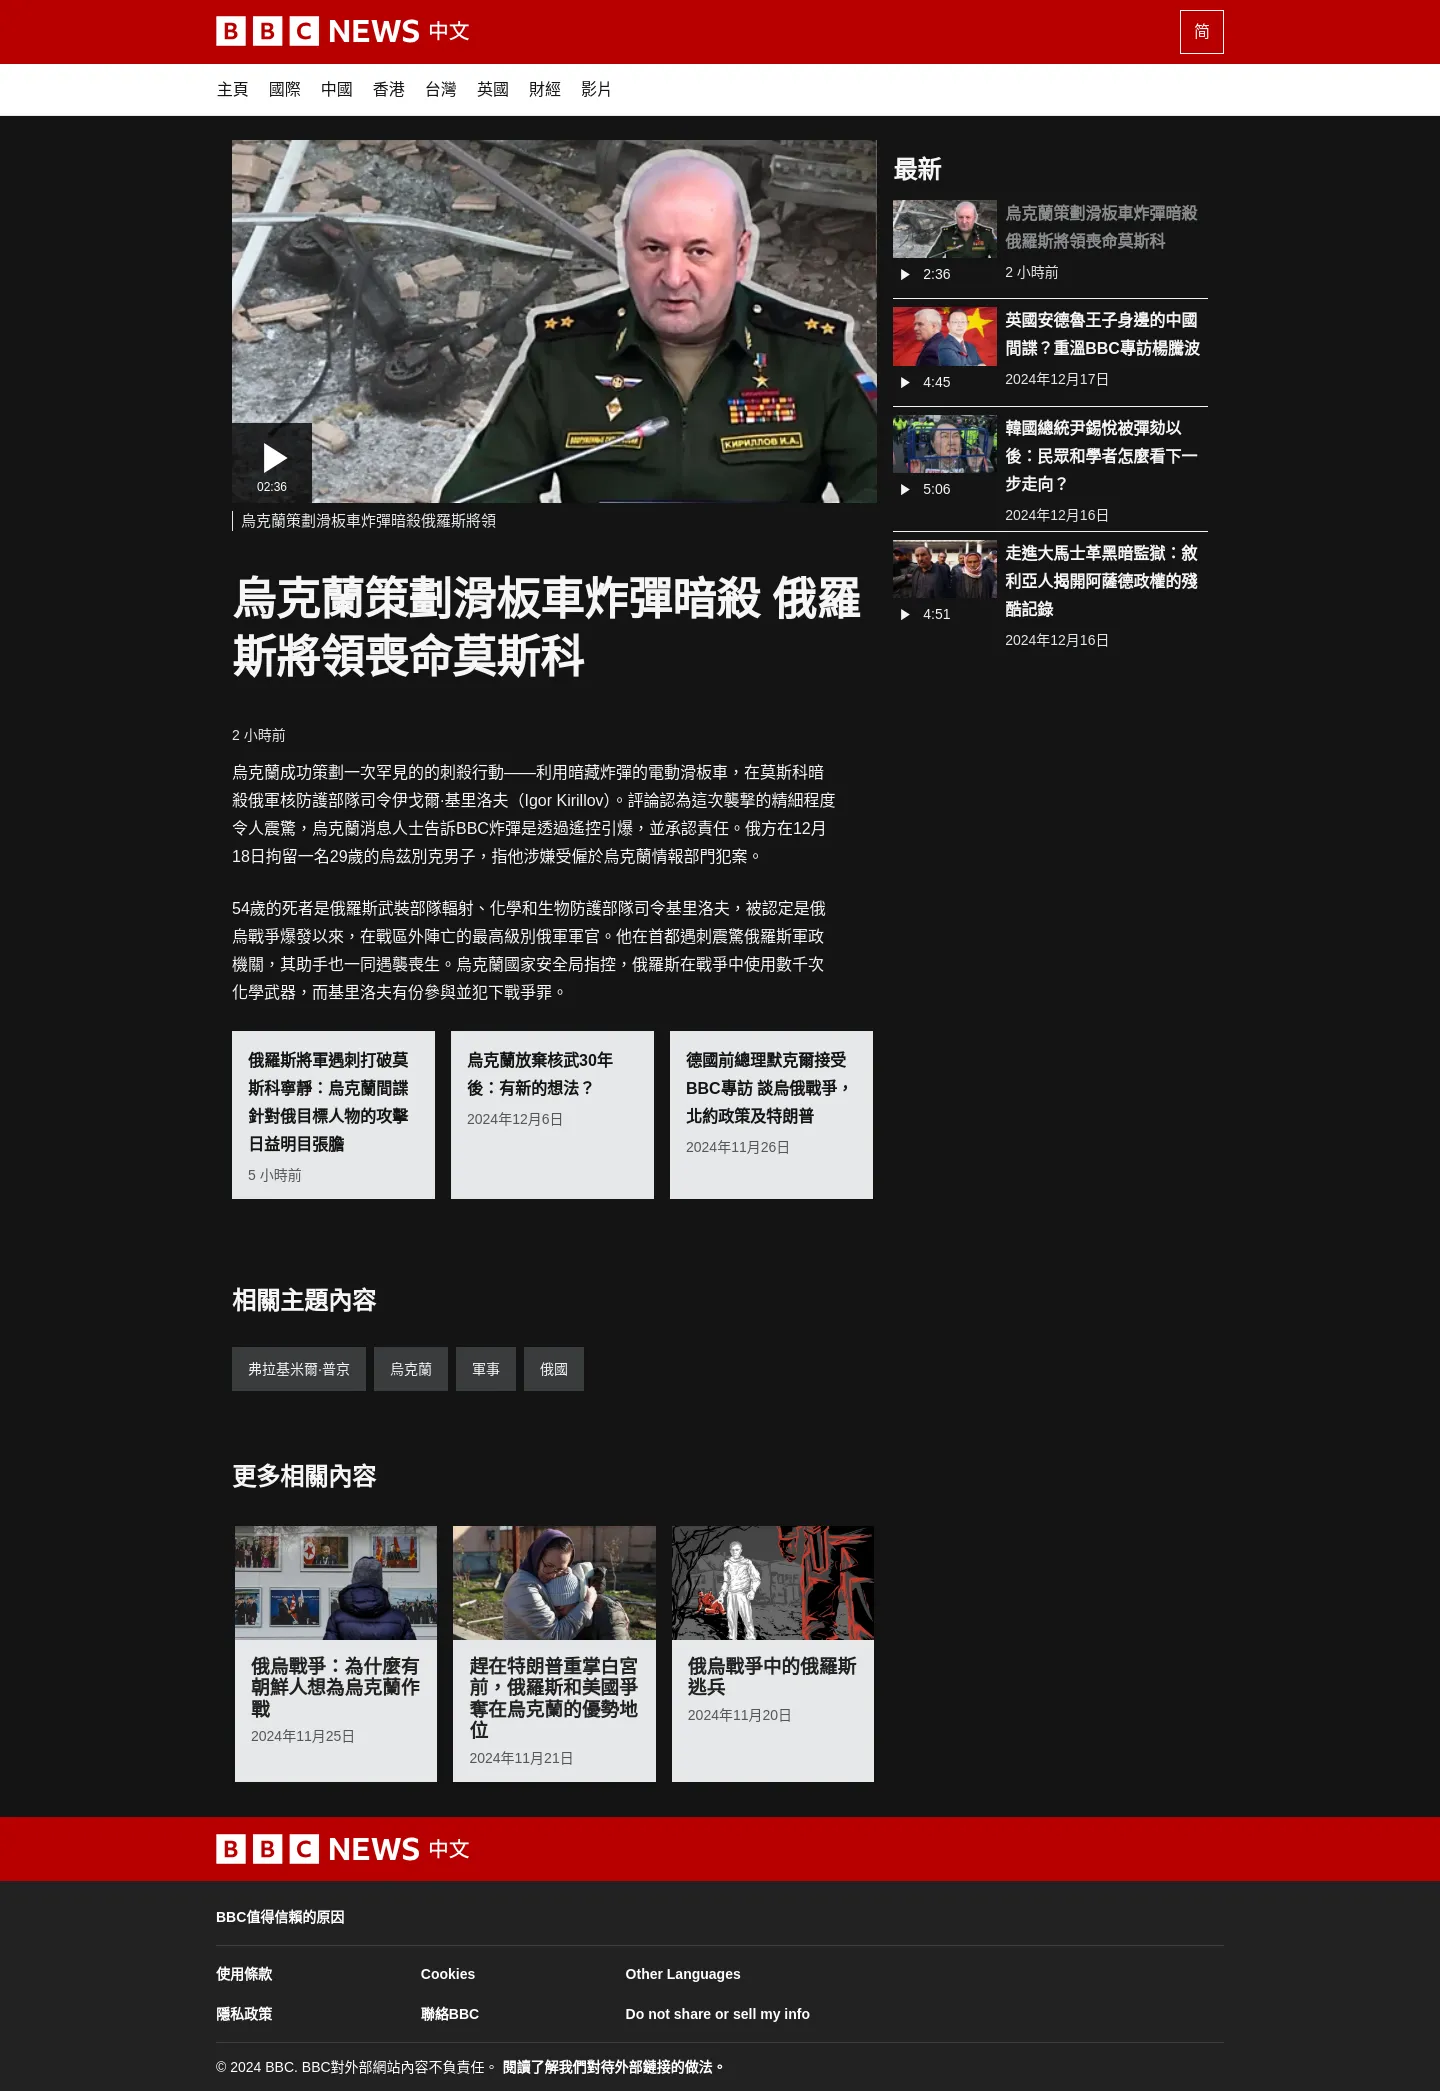 BBC NEWS 中文
简
主頁 國際 中國 香港 台灣 英國 財經 影片
ВООРУЖЕННЫЕ СИЛЫ
КИРИЛЛОВ И.А.
02:36
烏克蘭策劃滑板車炸彈暗殺俄羅斯將領
烏克蘭策劃滑板車炸彈暗殺 俄羅
斯將領喪命莫斯科
2 小時前
烏克蘭成功策劃一次罕見的的刺殺行動——利用暗藏炸彈的電動滑板車，在莫斯科暗
殺俄軍核防護部隊司令伊戈爾·基里洛夫（Igor Kirillov）。評論認為這次襲擊的精細程度
令人震驚，烏克蘭消息人士告訴BBC炸彈是透過遙控引爆，並承認責任。俄方在12月
18日拘留一名29歲的烏茲別克男子，指他涉嫌受僱於烏克蘭情報部門犯案。
54歲的死者是俄羅斯武裝部隊輻射、化學和生物防護部隊司令基里洛夫，被認定是俄
烏戰爭爆發以來，在戰區外陣亡的最高級別俄軍軍官。他在首都遇刺震驚俄羅斯軍政
機關，其助手也一同遇襲喪生。烏克蘭國家安全局指控，俄羅斯在戰爭中使用數千次
化學武器，而基里洛夫有份參與並犯下戰爭罪。
俄羅斯將軍遇刺打破莫
斯科寧靜：烏克蘭間諜
針對俄目標人物的攻擊
日益明目張膽
5 小時前
烏克蘭放棄核武30年
後：有新的想法？
2024年12月6日
德國前總理默克爾接受
BBC專訪 談烏俄戰爭，
北約政策及特朗普
2024年11月26日
最新
烏克蘭策劃滑板車炸彈暗殺
俄羅斯將領喪命莫斯科
2:36
2 小時前
英國安德魯王子身邊的中國
間諜？重溫BBC專訪楊騰波
4:45
2024年12月17日
韓國總統尹錫悅被彈劾以
後：民眾和學者怎麼看下一
步走向？
5:06
2024年12月16日
走進大馬士革黑暗監獄：敘
利亞人揭開阿薩德政權的殘
酷記錄
4:51
2024年12月16日
相關主題內容
弗拉基米爾·普京 烏克蘭 軍事 俄國
更多相關內容
俄烏戰爭：為什麼有
朝鮮人想為烏克蘭作
戰
2024年11月25日
趕在特朗普重掌白宮
前，俄羅斯和美國爭
奪在烏克蘭的優勢地
位
2024年11月21日
俄烏戰爭中的俄羅斯
逃兵
2024年11月20日
BBC NEWS 中文
BBC值得信賴的原因
使用條款 Cookies Other Languages
隱私政策 聯絡BBC Do not share or sell my info
© 2024 BBC. BBC對外部網站內容不負責任。 閱讀了解我們對待外部鏈接的做法。